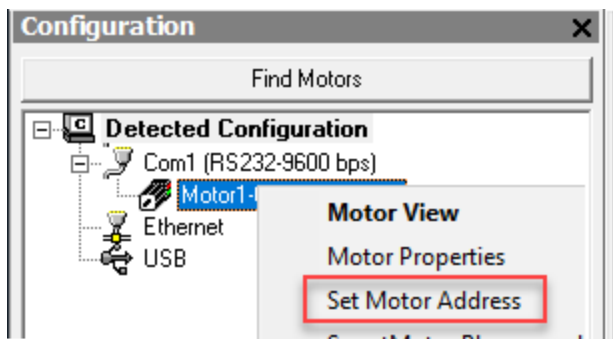 Configuration
Find Motors
Detected Configuration
Com1 (RS232-9600 bps)
Motor1-
Motor View
Ethernet
Motor Properties
USB
Set Motor Address